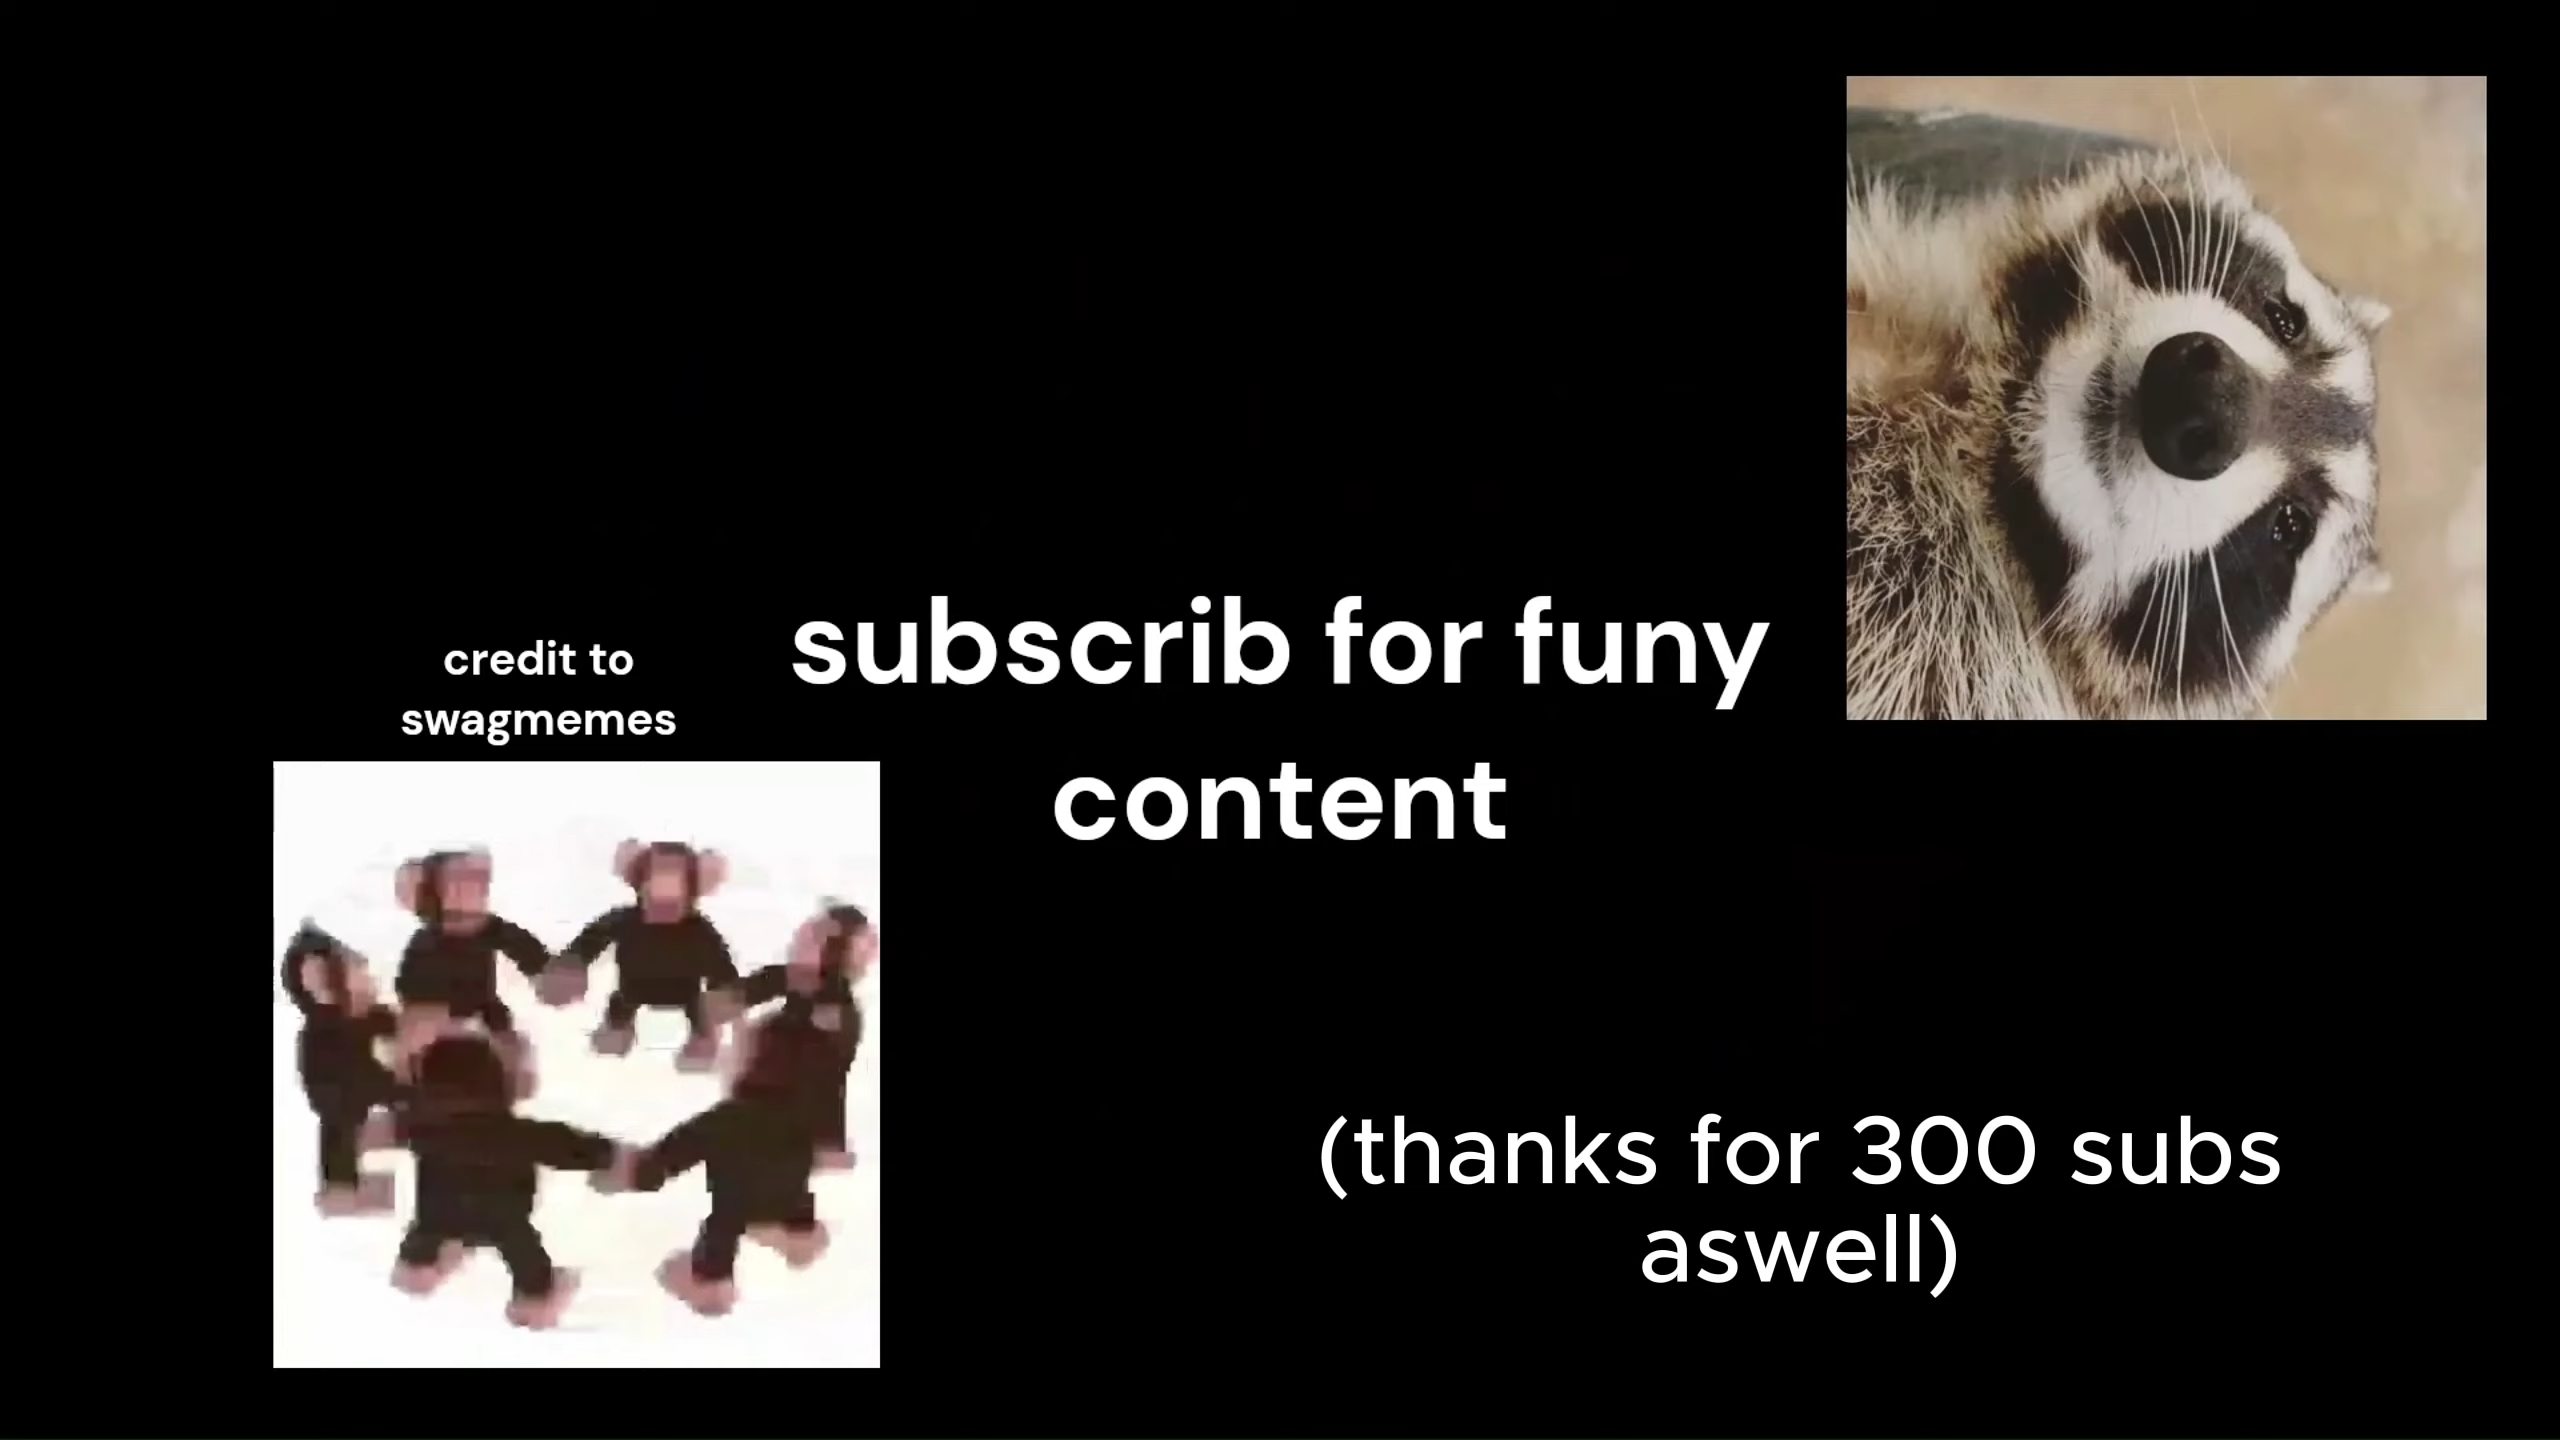 credit to
swagmemes
subscrib for funy
content
(thanks for 300 subs
aswell)